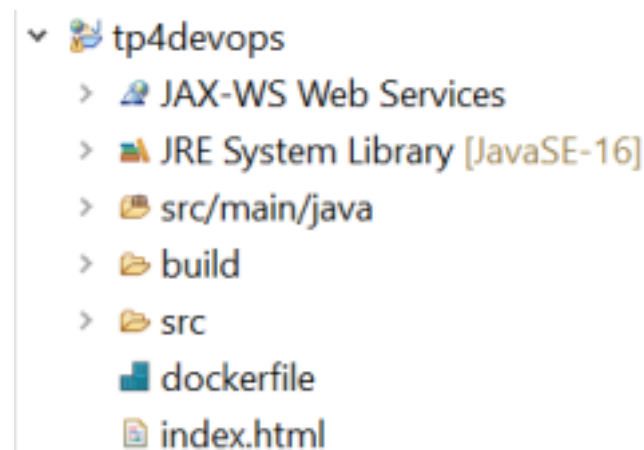 tp4devops
JAX-WS Web Services
JRE System Library [JavaSE-16]
src/main/java
build
src
dockerfile
index.html